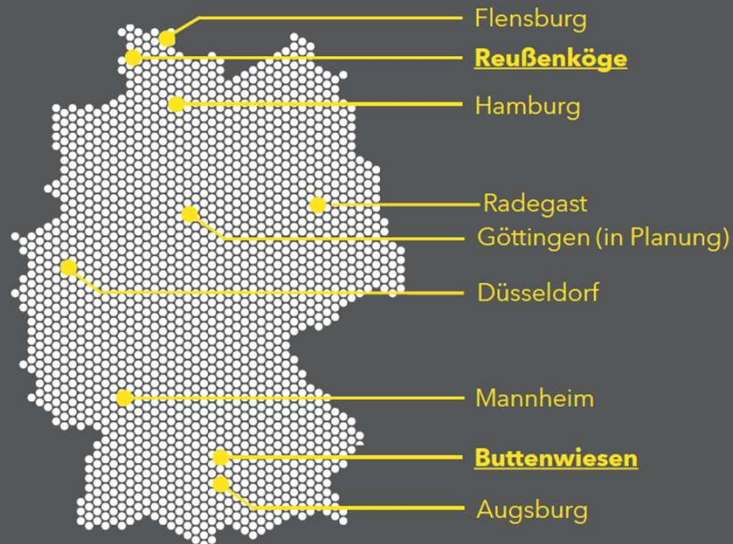 Flensburg
Reußenköge
Hamburg
Radegast
Göttingen (in Planung)
Düsseldorf
Mannheim
Buttenwiesen
Augsburg